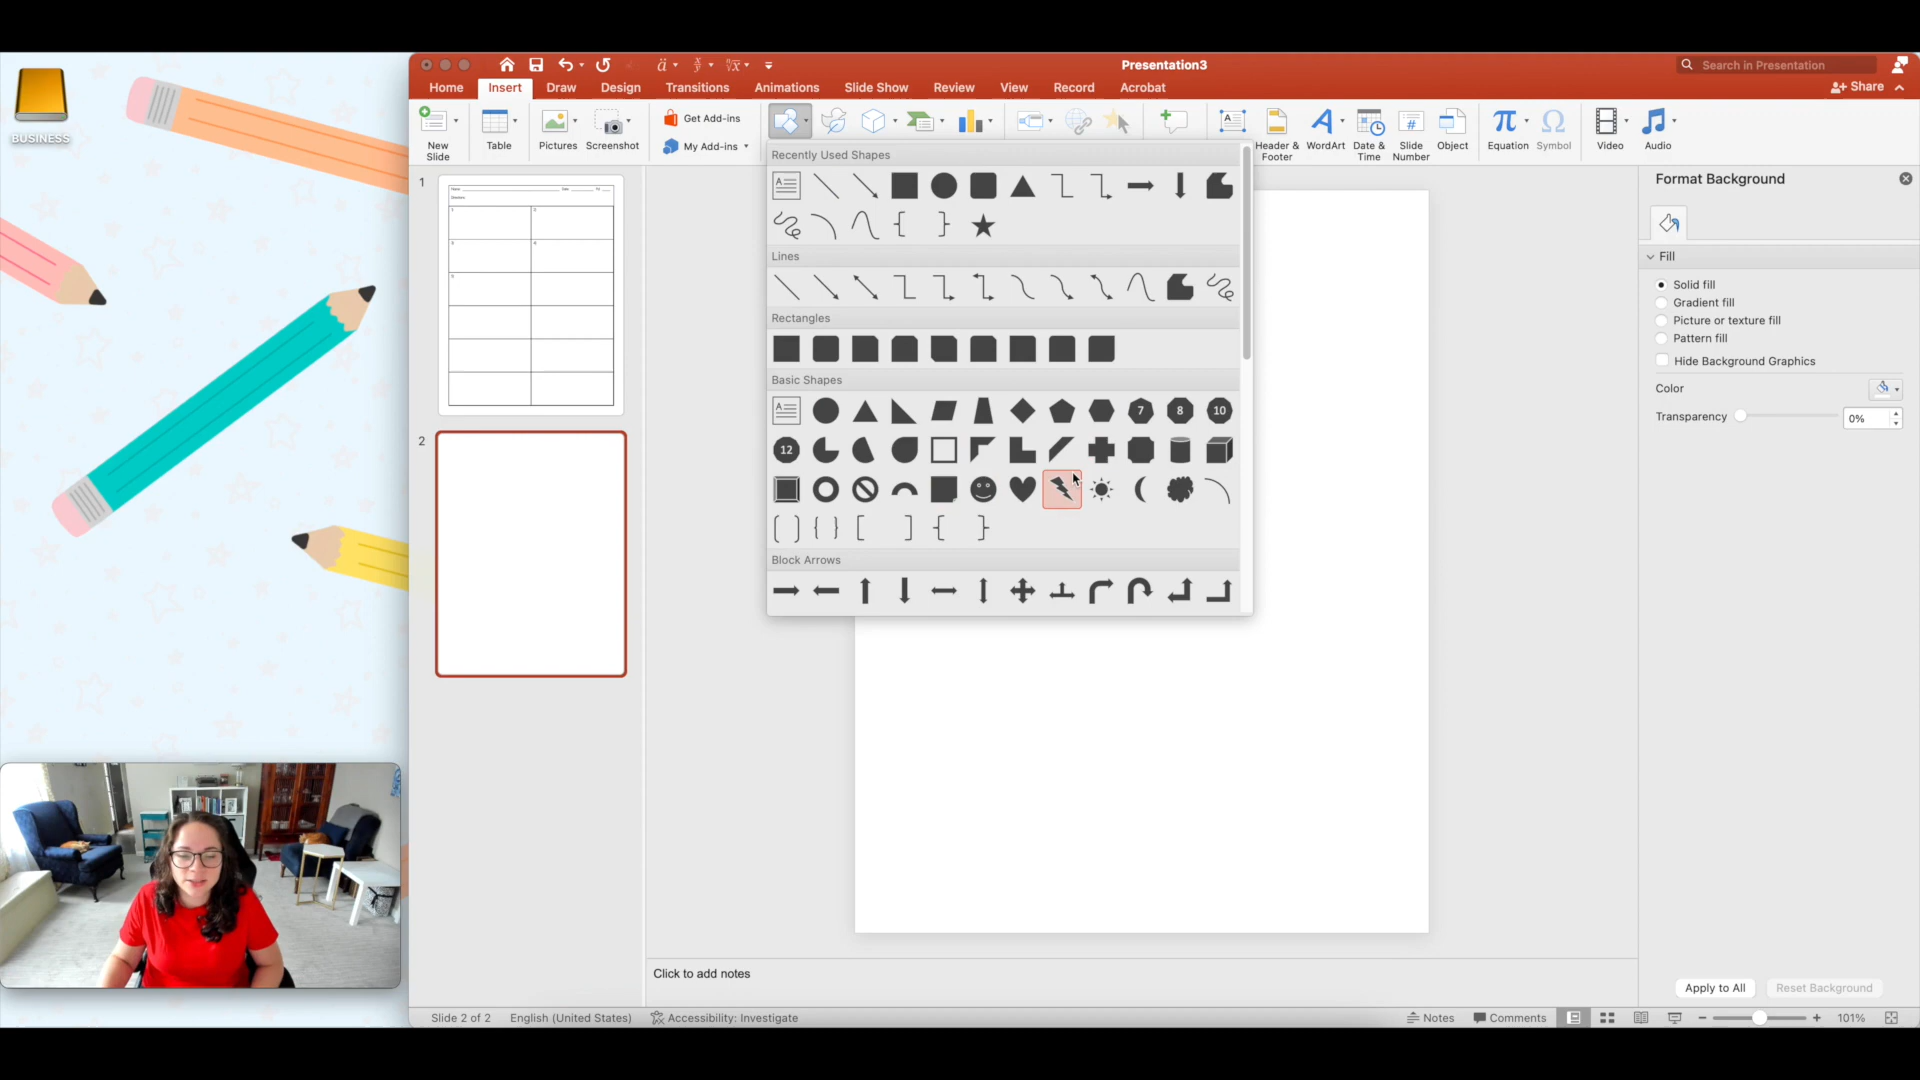 BUSINESS
Presentation3
Search in Presentation
Home Insert Draw Design Transitions Animations Slide Show Review View Record Acrobat
Share
New Slide
Table
Pictures
Screenshot
Get Add-ins
My Add-ins
Header & Footer
WordArt
Date & Time
Slide Number
Object
Equation
Symbol
Video
Audio
Recently Used Shapes
Lines
Rectangles
Basic Shapes
7 8 10
12
Block Arrows
1
2
Format Background
Fill
Solid fill
Gradient fill
Picture or texture fill
Pattern fill
Hide Background Graphics
Color
Transparency 0%
Apply to All Reset Background
Click to add notes
Slide 2 of 2 English (United States) Accessibility: Investigate Notes Comments 101%